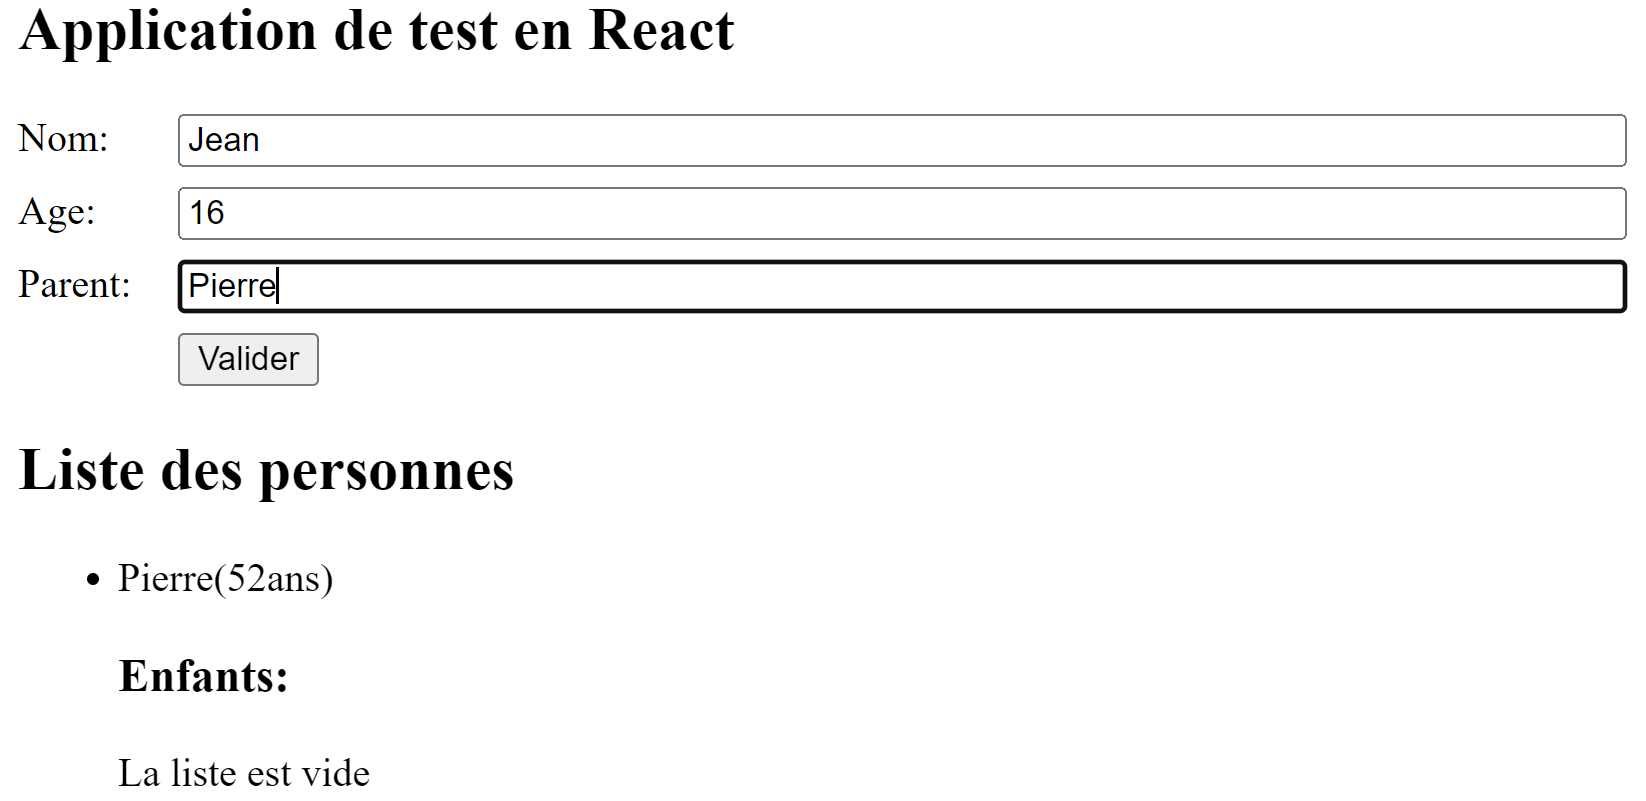 Application de test en React
Nom: Jean
Age: 16
Parent: Pierre
Valider
Liste des personnes
• Pierre(52ans)
Enfants:
La liste est vide